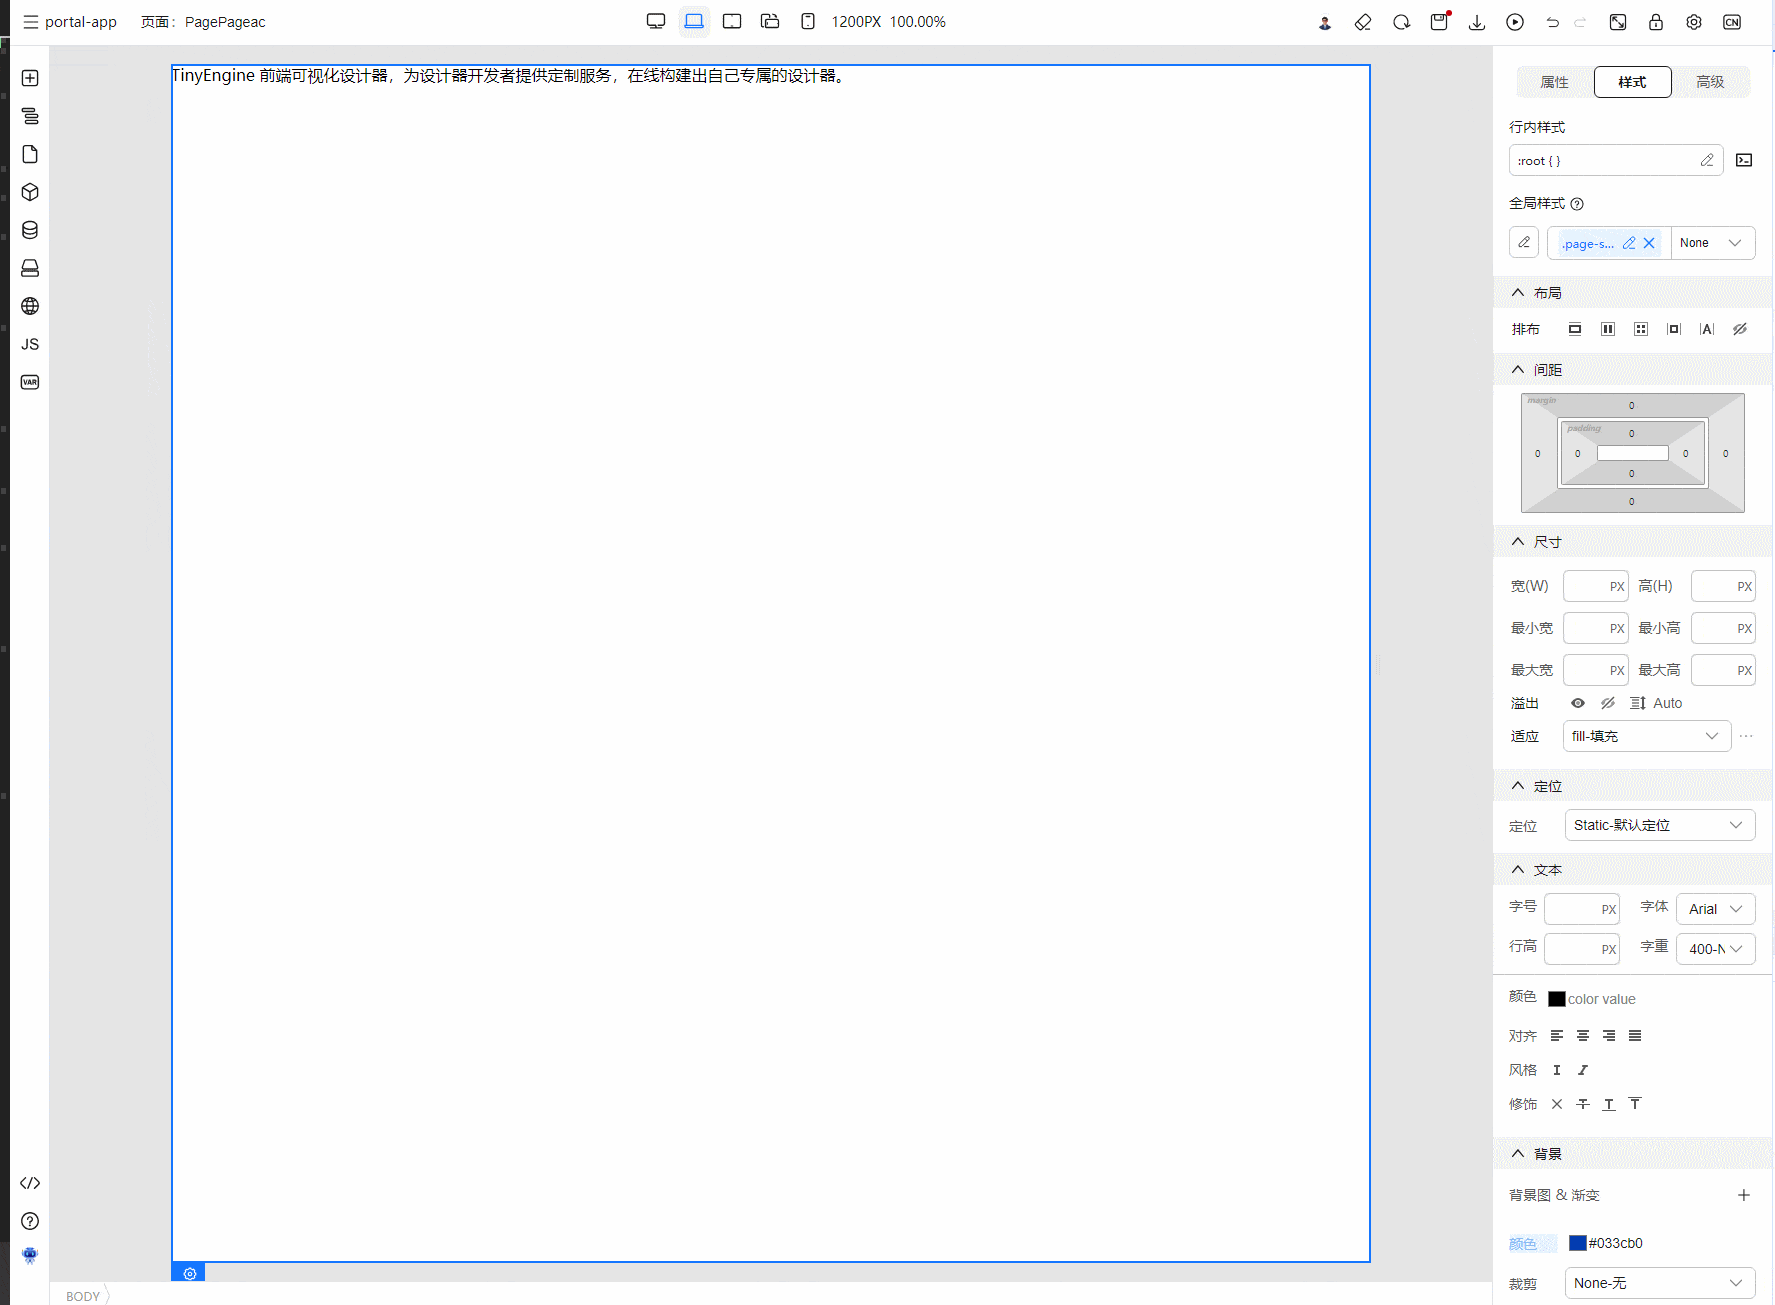 portal-app 页面：PagePageac 1200PX 100.00% CN
TinyEngine 前端可视化设计器，为设计器开发者提供定制服务，在线构建出自己专属的设计器。
JS
VAR
BODY
属性 样式 高级
行内样式
:root { }
全局样式
.page-s... None
布局
排布 A
间距
margin
0
padding
0
0 0 0 0
0
0
尺寸
宽(W) PX 高(H) PX
最小宽 PX 最小高 PX
最大宽 PX 最大高 PX
溢出 Auto
适应 fill-填充
定位
定位 Static-默认定位
文本
字号 PX 字体 Arial
行高 PX 字重 400-N
颜色 color value
对齐
风格
修饰
背景
背景图 & 渐变
颜色 #033cb0
裁剪 None-无